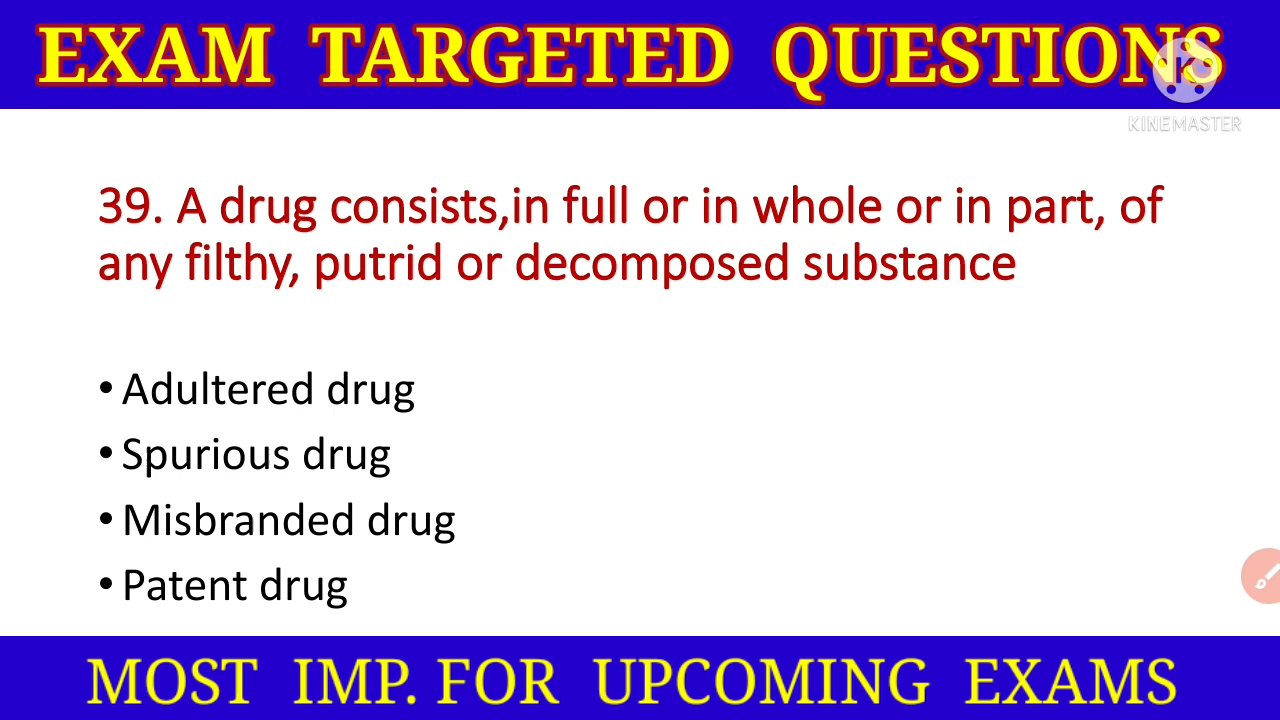 EXAM TARGETED QUESTIONS
K
KINEMASTER
39. A drug consists,in full or in whole or in part, of
any filthy, putrid or decomposed substance
• Adultered drug
• Spurious drug
• Misbranded drug
• Patent drug
MOST IMP. FOR UPCOMING EXAMS